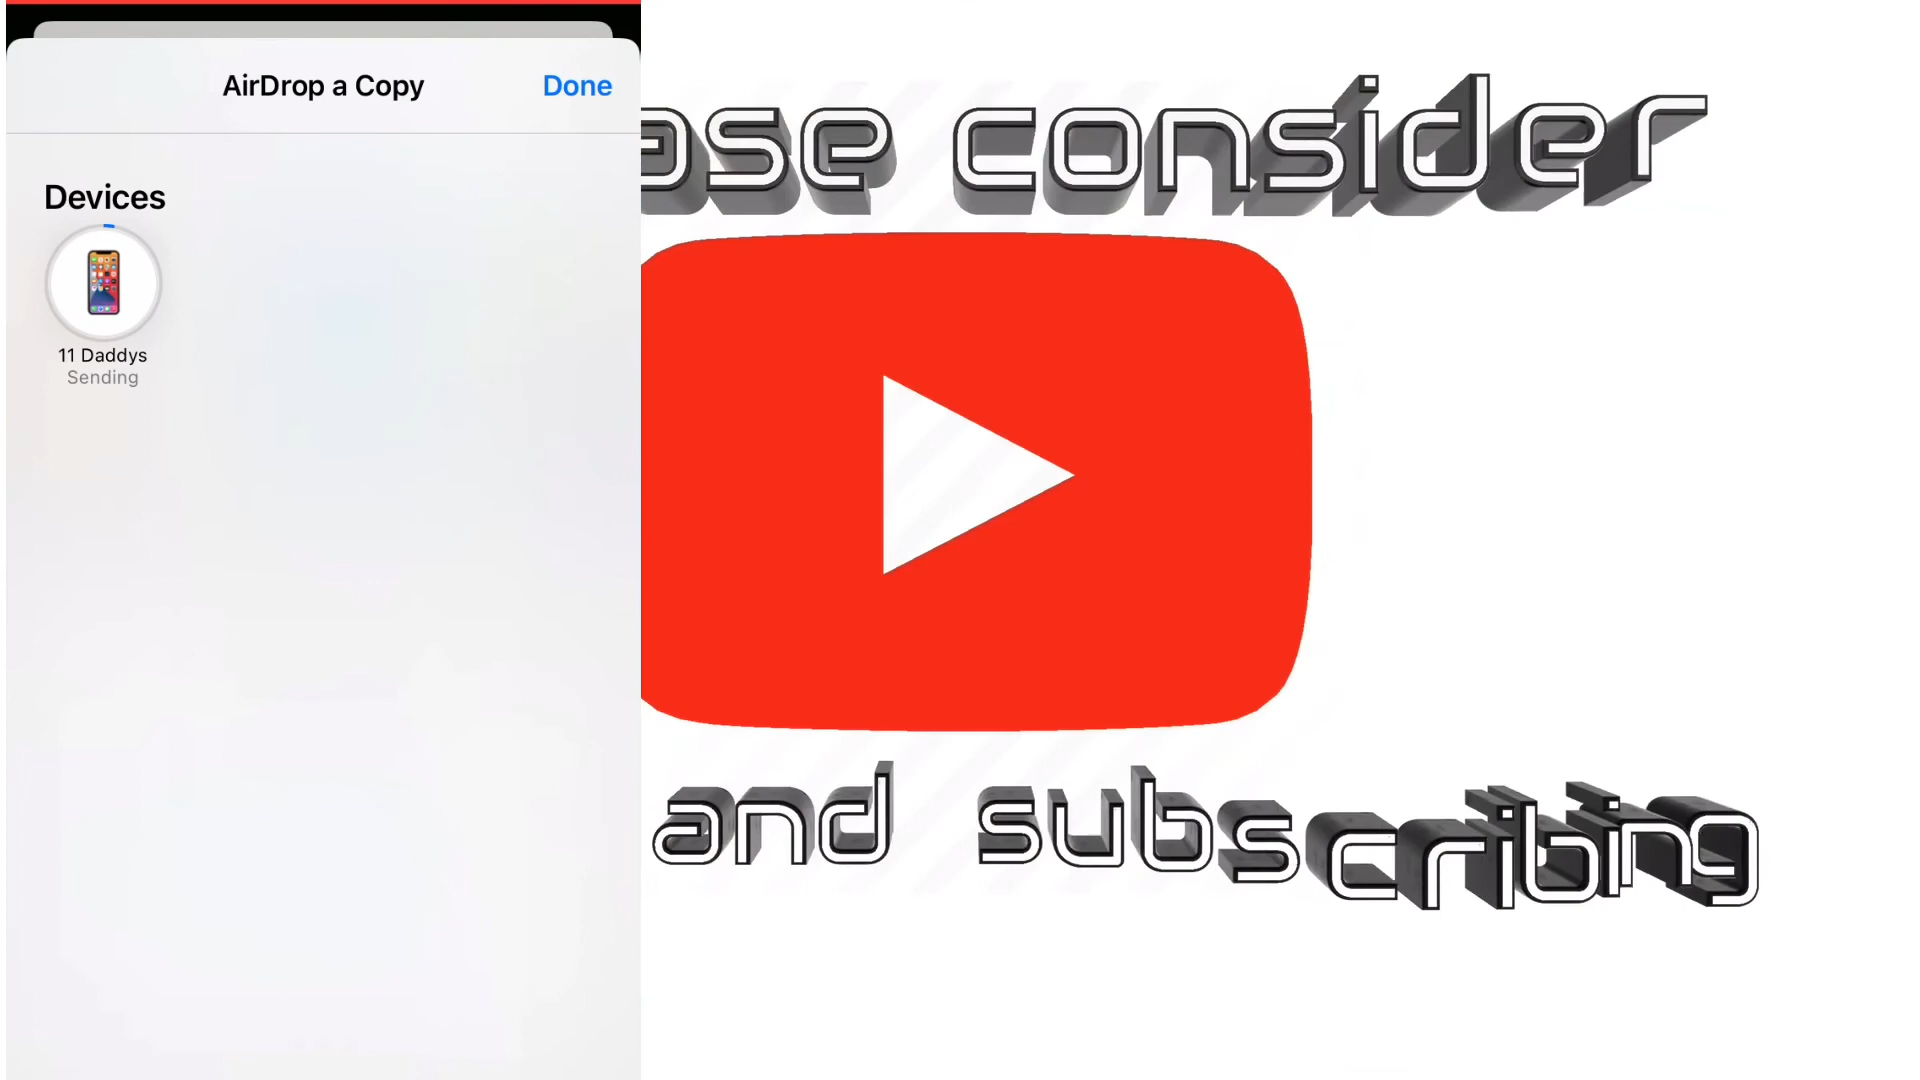 AirDrop a Copy
Done
Devices
11 Daddys
Sending
ase consider
and subscribing